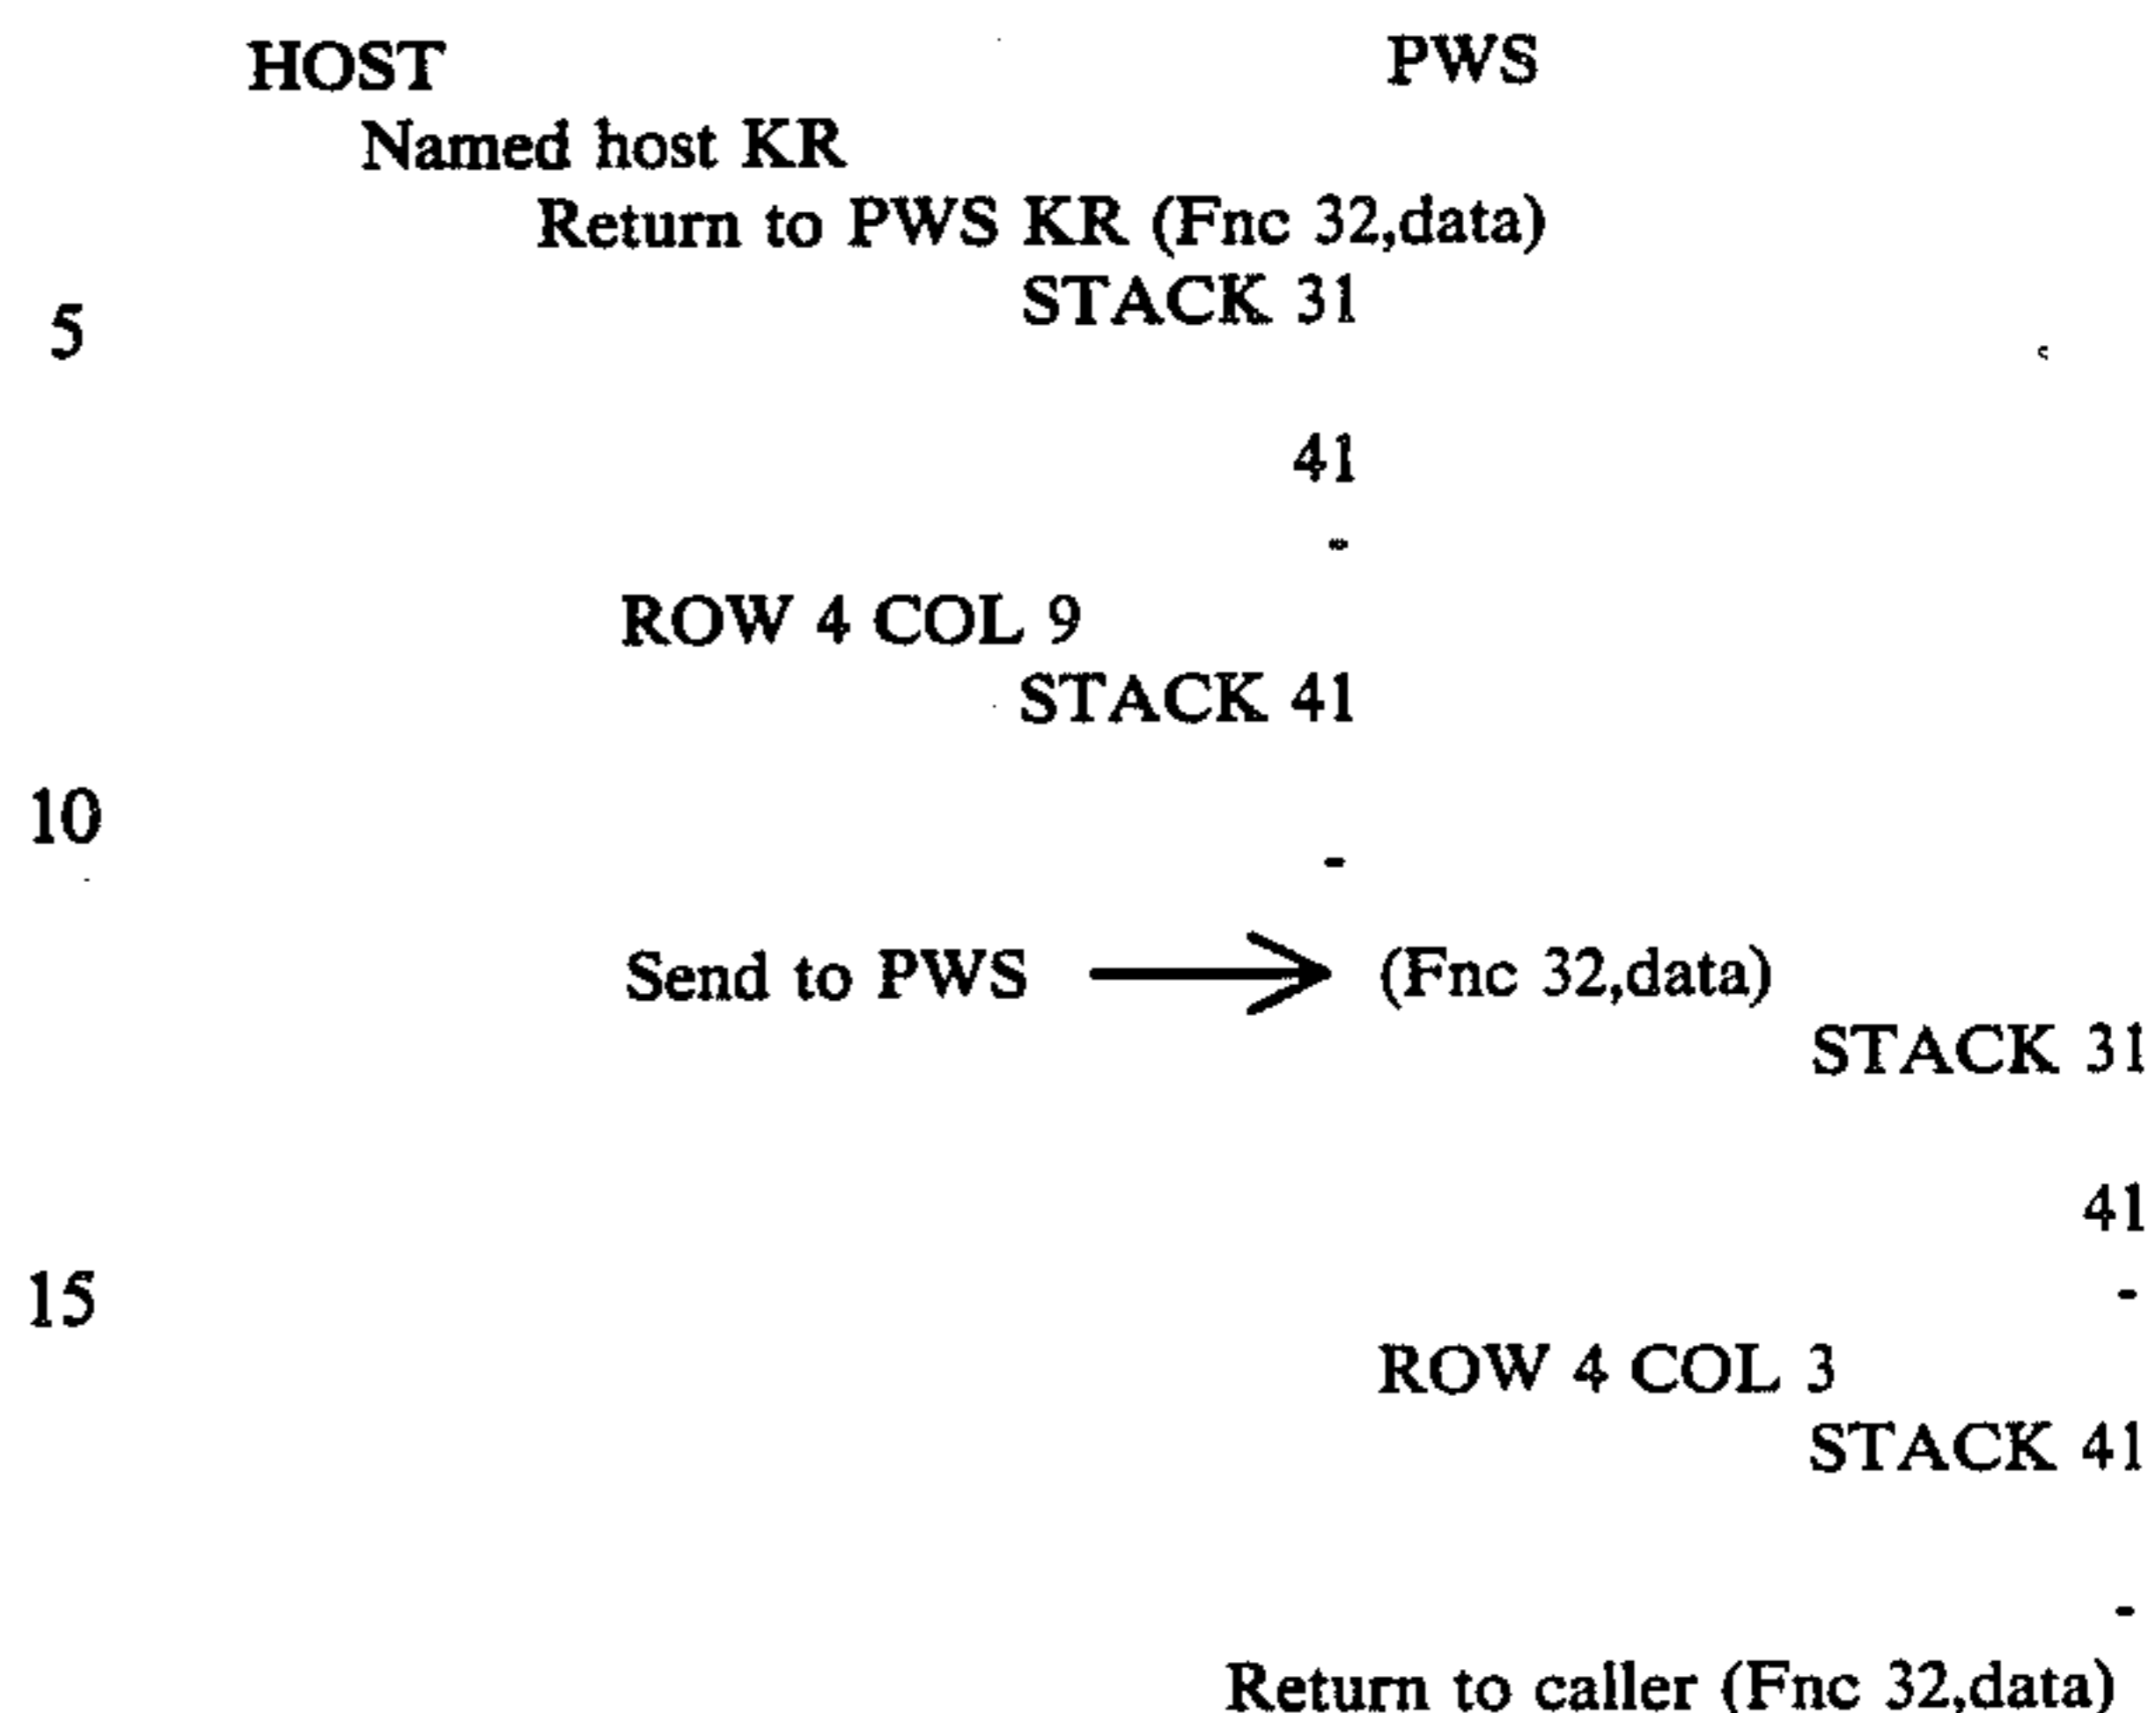 HOST PWS
Named host KR
Return to PWS KR (Fnc 32,data)
STACK 31
5
41
-
ROW 4 COL 9
STACK 41
10
-
Send to PWS (Fnc 32,data)
STACK 31
41
15 -
ROW 4 COL 3
STACK 41
-
Return to caller (Fnc 32,data)